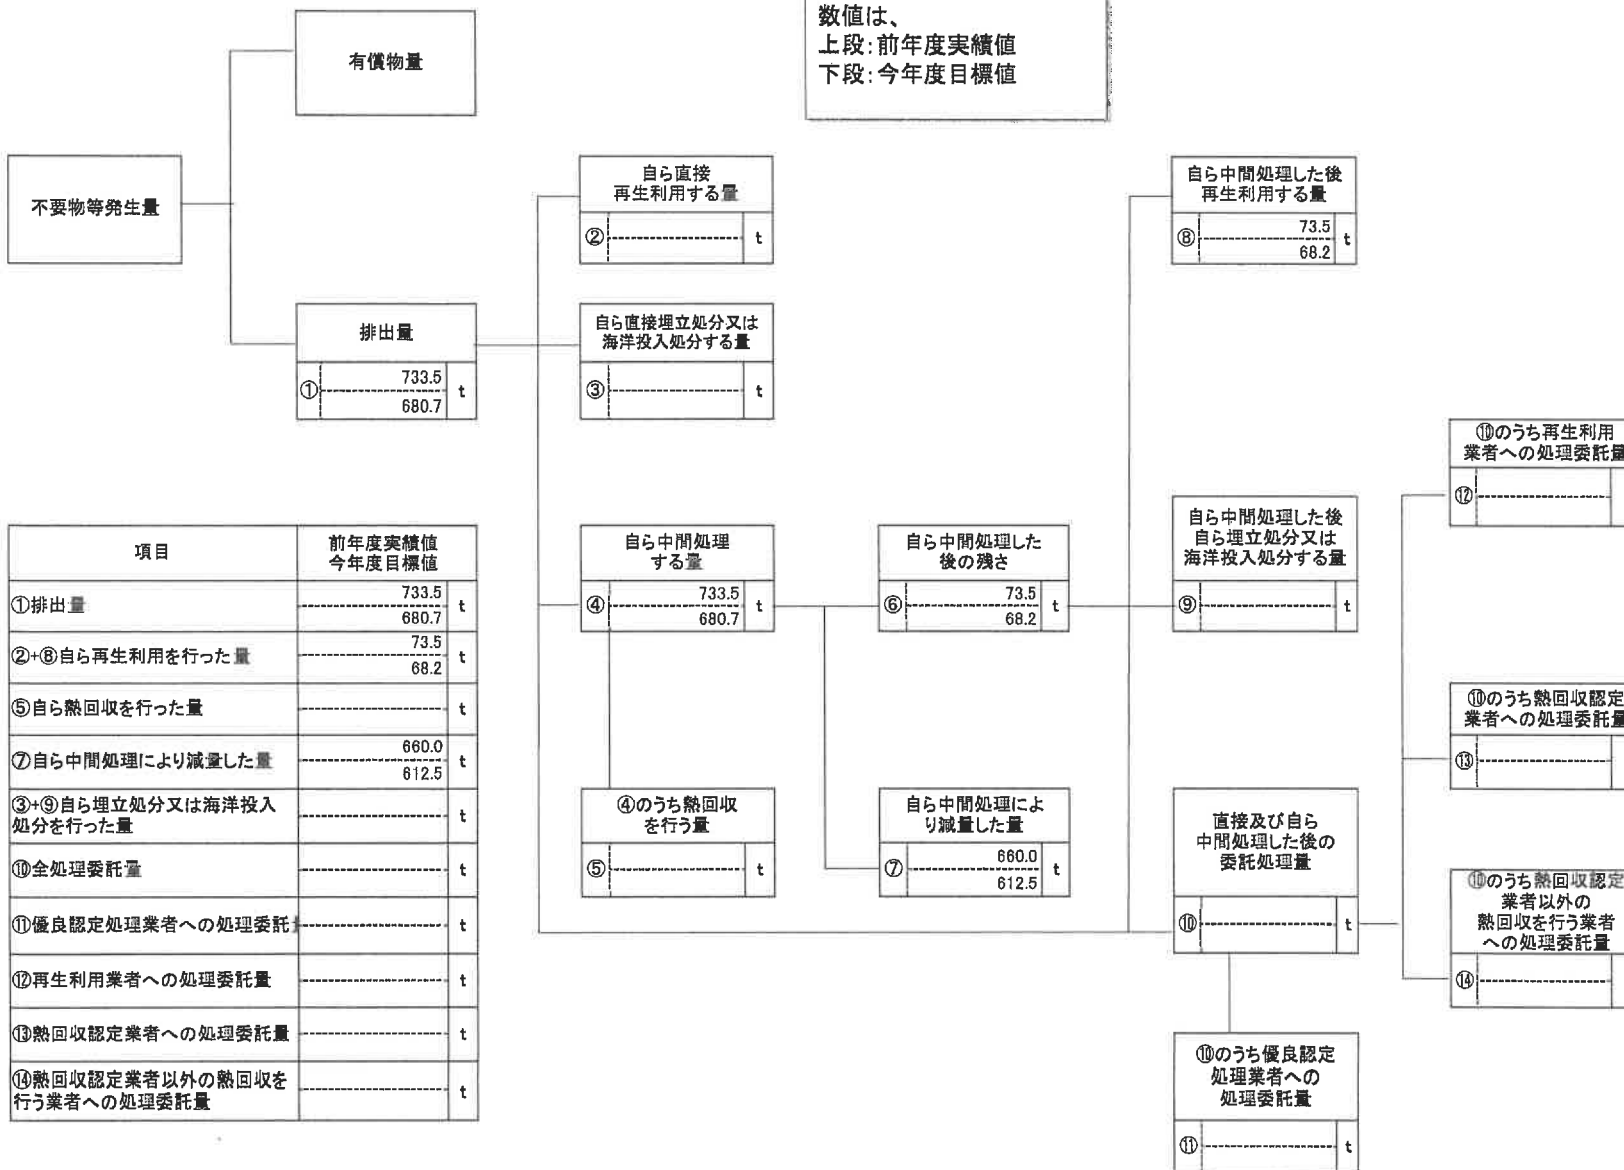 数値は、
上段:前年度実績値
下段:今年度目標値
有償物量
不要物等発生量
排出量
①
733.5
680.7
t
自ら直接
再生利用する量
②
t
自ら直接埋立処分又は
海洋投入処分する量
③
t
自ら中間処理
する量
④
733.5
680.7
t
④のうち熱回収
を行う量
⑤
t
自ら中間処理した
後の残さ
⑥
73.5
68.2
t
自ら中間処理によ
り減量した量
⑦
660.0
612.5
t
自ら中間処理した後
再生利用する量
⑧
73.5
68.2
t
自ら中間処理した後
自ら埋立処分又は
海洋投入処分する量
⑨
t
直接及び自ら
中間処理した後の
委託処理量
⑩
t
⑩のうち優良認定
処理業者への
処理委託量
⑪
t
⑩のうち再生利用
業者への処理委託量
⑫
⑩のうち熱回収認定
業者への処理委託量
⑬
⑩のうち熱回収認定
業者以外の
熱回収を行う業者
への処理委託量
⑭
項目
前年度実績値
今年度目標値
①排出量
733.5
680.7
t
②+⑧自ら再生利用を行った量
73.5
68.2
t
⑤自ら熱回収を行った量
t
⑦自ら中間処理により減量した量
660.0
612.5
t
③+⑨自ら埋立処分又は海洋投入
処分を行った量
t
⑩全処理委託量
t
⑪優良認定処理業者への処理委託
t
⑫再生利用業者への処理委託量
t
⑬熱回収認定業者への処理委託量
t
⑭熱回収認定業者以外の熱回収を
行う業者への処理委託量
t